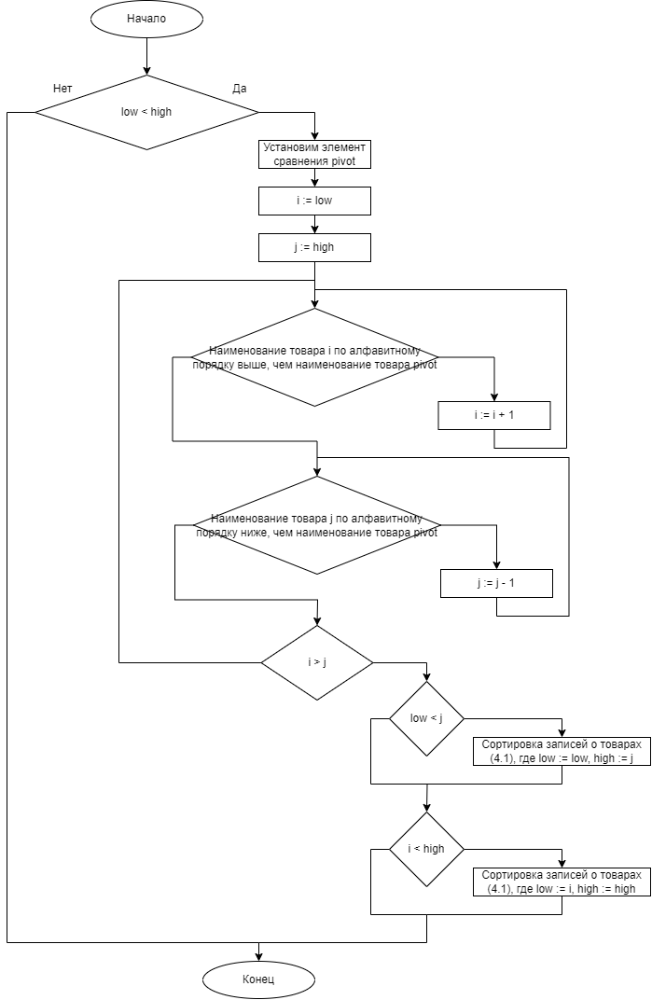 Начало
Нет
Да
low < high
Установим элемент
сравнения pivot
i := low
j := high
Наименование товара i по алфавитному
порядку выше, чем наименование товара pivot
i := i + 1
Наименование товара j по алфавитному
порядку ниже, чем наименование товара pivot
j := j - 1
i > j
low < j
Сортировка записей о товарах
(4.1), где low := low, high := j
i < high
Сортировка записей о товарах
(4.1), где low := i, high := high
Конец